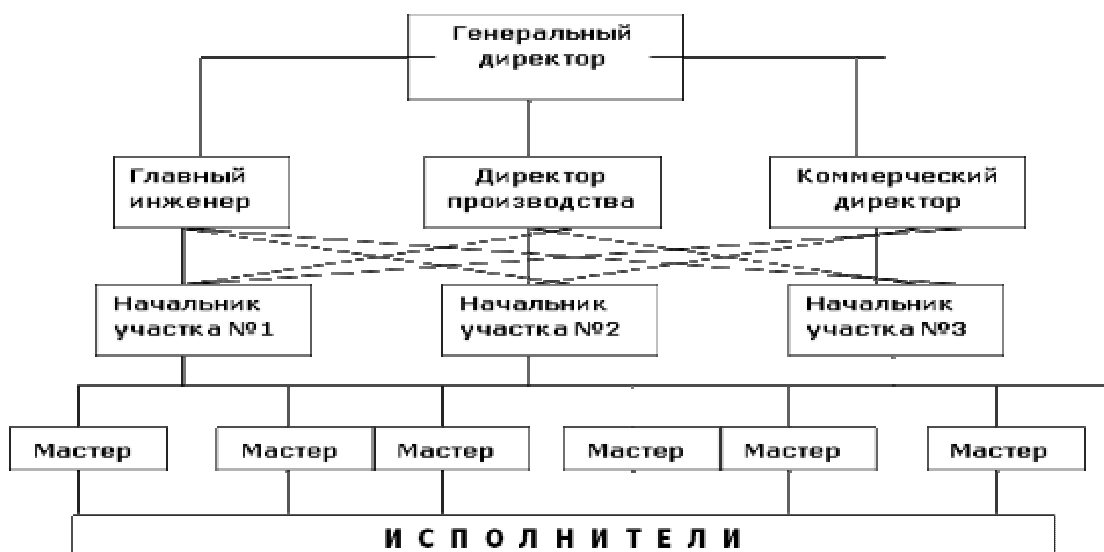 Генеральный
директор
Главный
инженер
Директор
производства
Коммерческий
директор
Начальник
участка №1
Начальник
участка №2
Начальник
участка №3
Мастер
Мастер
Мастер
Мастер
Мастер
Мастер
ИСПОЛНИТЕЛИ